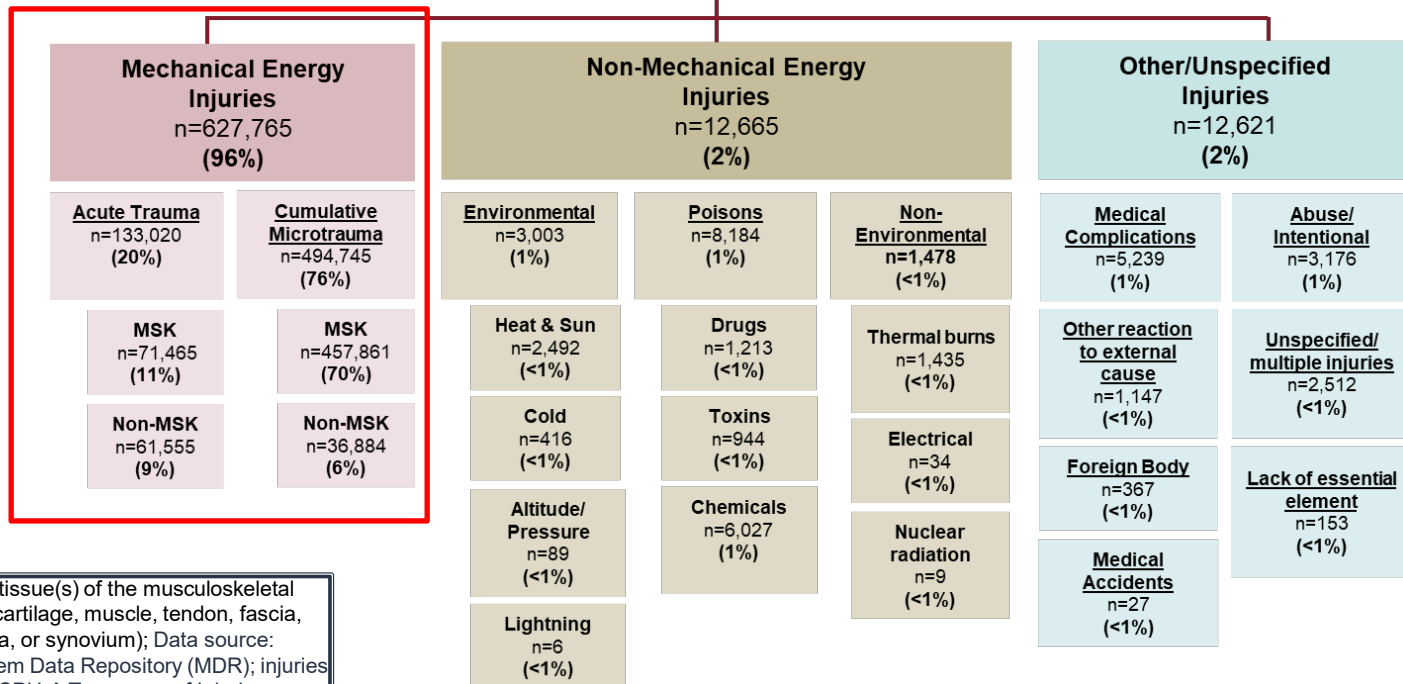 Mechanical Energy
Injuries
n=627,765
(96%)
Acute Trauma
n=133,020
(20%)
Cumulative
Microtrauma
n=494,745
(76%)
MSK
n=71,465
(11%)
MSK
n=457,861
(70%)
Non-MSK
n=61,555
(9%)
Non-MSK
n=36,884
(6%)
Non-Mechanical Energy
Injuries
n=12,665
(2%)
Environmental
n=3,003
(1%)
Poisons
n=8,184
(1%)
Non-
Environmental
n=1,478
(<1%)
Heat & Sun
n=2,492
(<1%)
Drugs
n=1,213
(<1%)
Thermal burns
n=1,435
(<1%)
Cold
n=416
(<1%)
Toxins
n=944
(<1%)
Electrical
n=34
(<1%)
Altitude/
Pressure
n=89
(<1%)
Chemicals
n=6,027
(1%)
Nuclear
radiation
n=9
(<1%)
Lightning
n=6
(<1%)
Other/Unspecified
Injuries
n=12,621
(2%)
Medical
Complications
n=5,239
(1%)
Abuse/
Intentional
n=3,176
(1%)
Other reaction
to external
cause
n=1,147
(<1%)
Unspecified/
multiple injuries
n=2,512
(<1%)
Foreign Body
n=367
(<1%)
Lack of essential
element
n=153
(<1%)
Medical
Accidents
n=27
(<1%)
tissue(s) of the musculoskeletal
cartilage, muscle, tendon, fascia,
a, or synovium); Data source:
em Data Repository (MDR); injuries